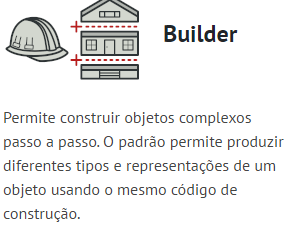 Builder
Permite construir objetos complexos
passo a passo. O padrão permite produzir
diferentes tipos e representações de um
objeto usando o mesmo código de
construção.